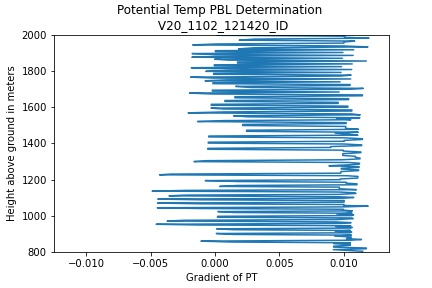 Potential Temp PBL Determination
V20_1102_121420_ID
Height above ground in meters
2000
1800
1600
1400
1200
1000
800
−0.010 −0.005 0.000 0.005 0.010
Gradient of PT